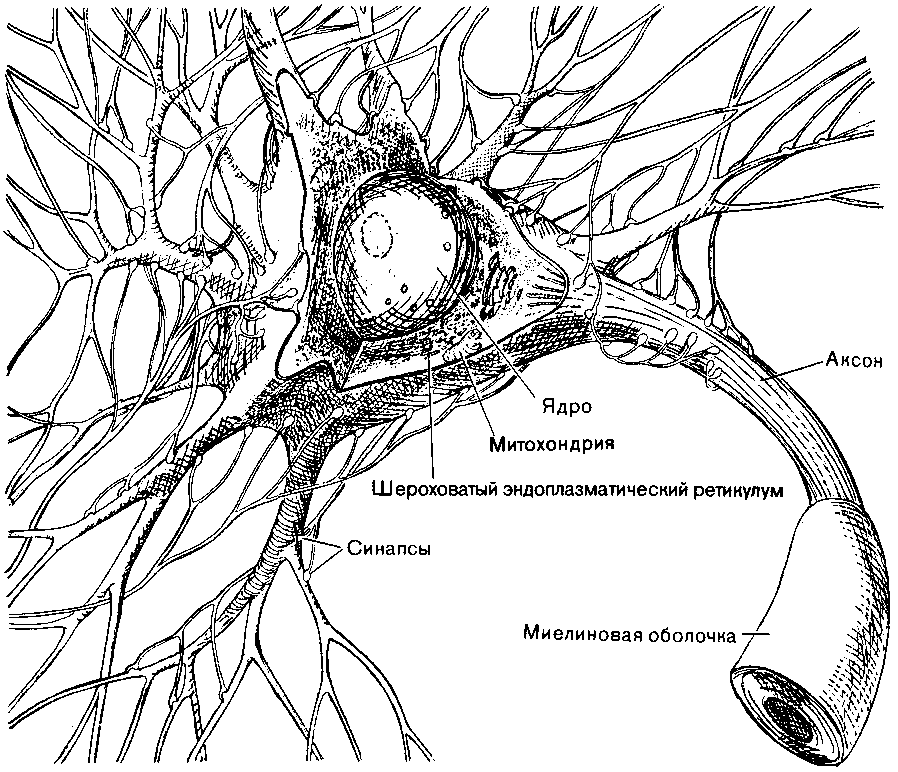 Аксон
Ядро
Митохондрия
Шероховатый эндоплазматический ретикулум
Синапсы
Миелиновая оболочка